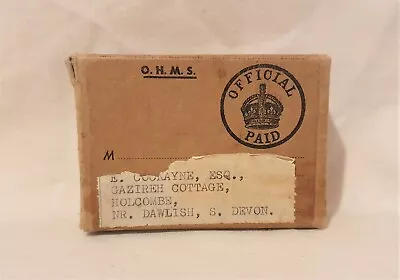 O.H.M.S.
OFFICIAL
PAID
M
COCKAYNE, ESQ.,
GAZIREH COTTAGE,
HOLCOMBE,
NR. DAWLISH, S. DEVON.